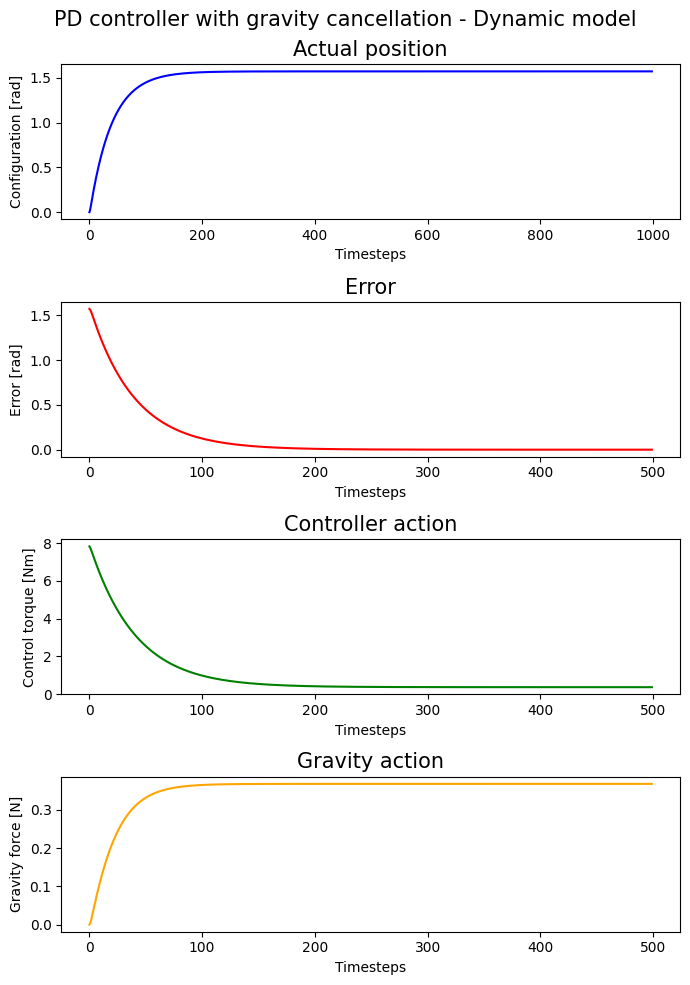 PD controller with gravity cancellation - Dynamic model
Actual position
Configuration [rad]
1.5
1.0
0.5
0.0
0 200 400 600 800 1000
Timesteps
Error
Error [rad]
1.5
1.0
0.5
0.0
0 100 200 300 400 500
Timesteps
Controller action
Control torque [Nm]
8
6
4
2
0
0 100 200 300 400 500
Timesteps
Gravity action
Gravity force [N]
0.3
0.2
0.1
0.0
0 100 200 300 400 500
Timesteps